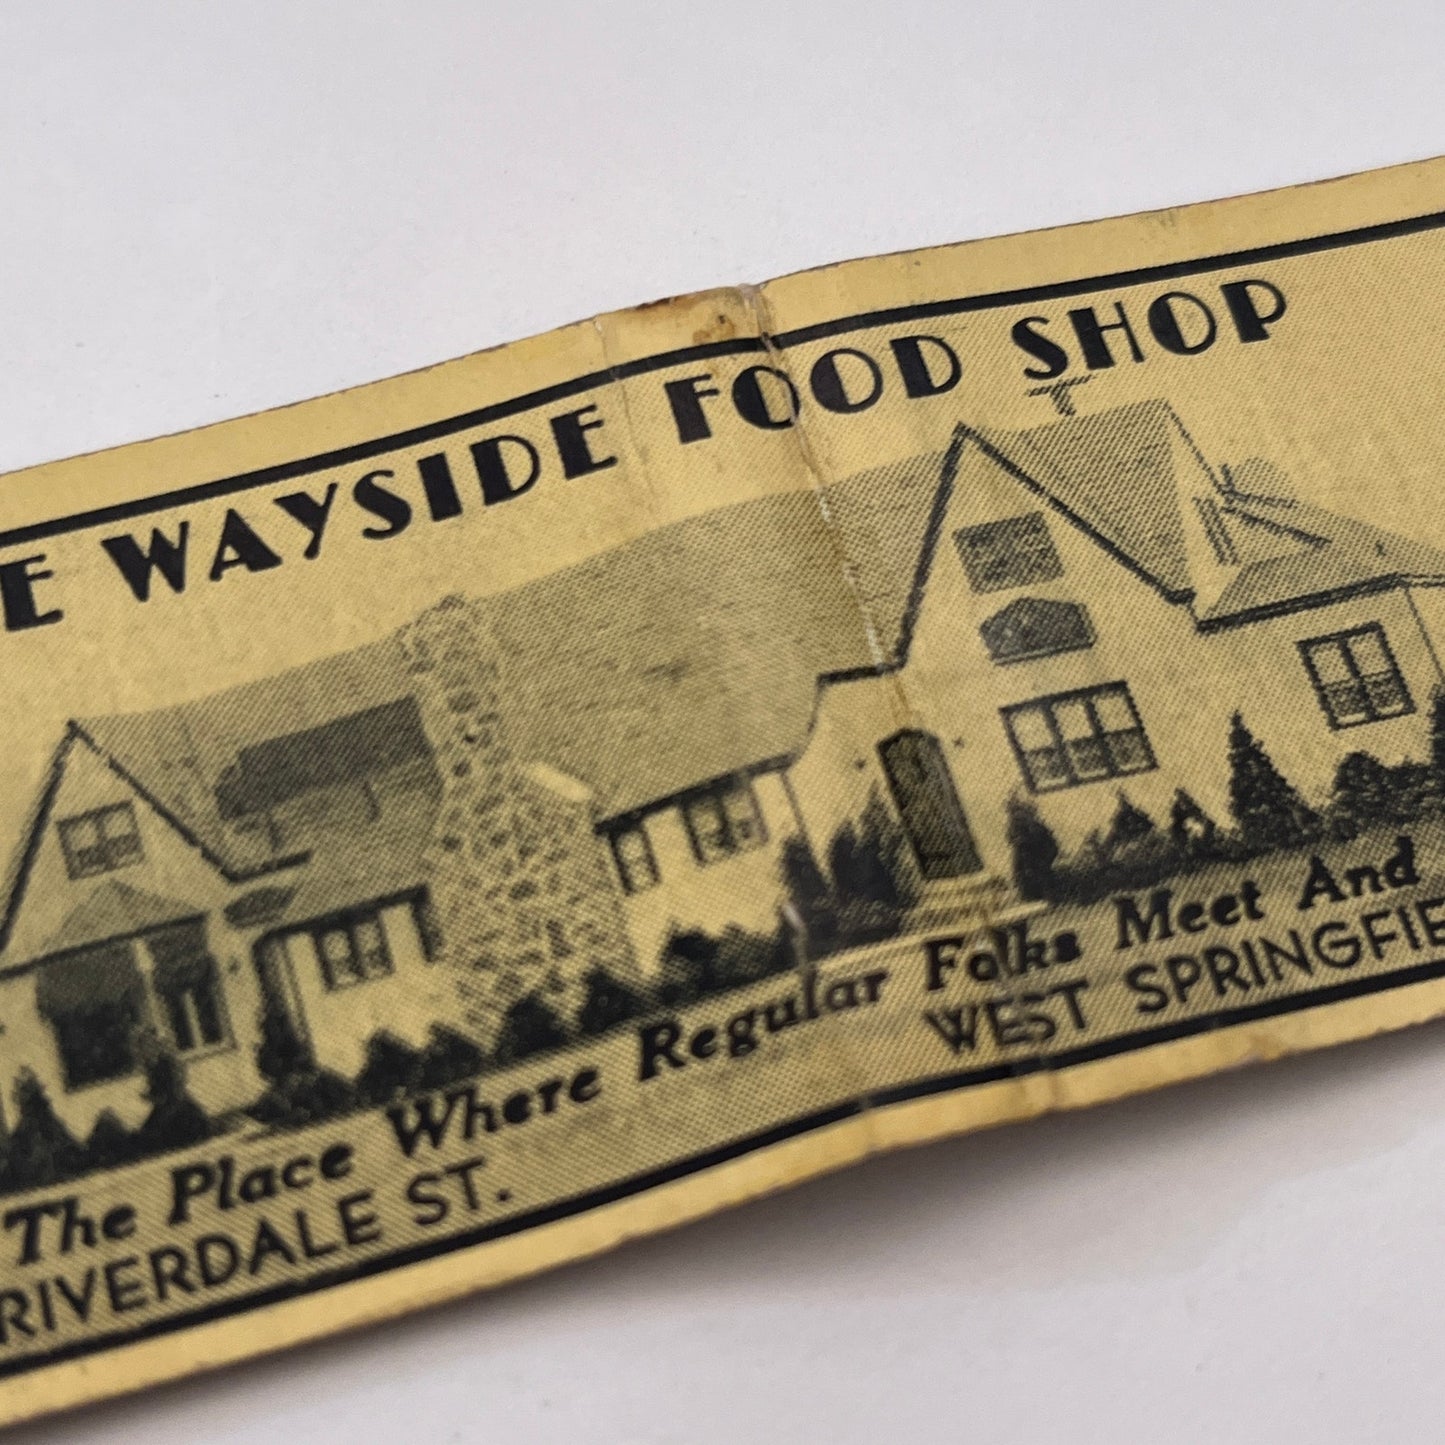 E WAYSIDE FOOD SHOP
The Place Where Regular Folks Meet And
RIVERDALE ST. WEST SPRINGFIE